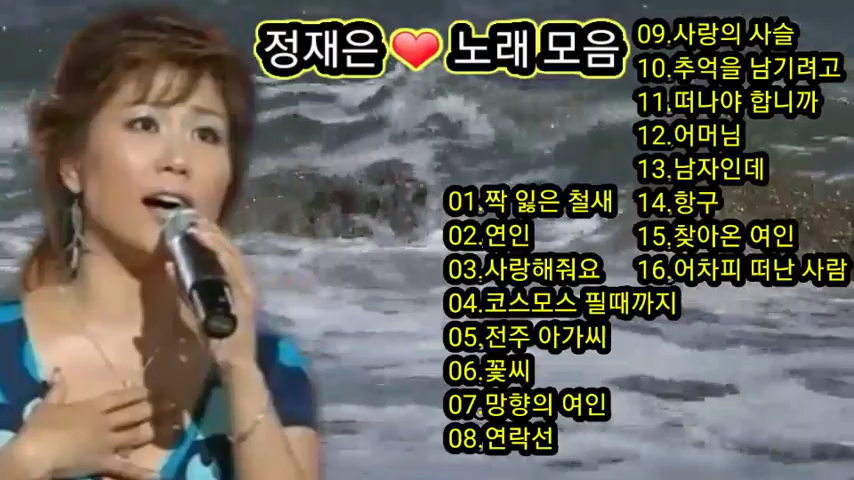 정재은 ❤ 노래 모음
01.짝 잃은 철새
02.연인
03.사랑해줘요
04.코스모스 필때까지
05.전주 아가씨
06.꽃씨
07.망향의 여인
08.연락선
09.사랑의 사슬
10.추억을 남기려고
11.떠나야 합니까
12.어머님
13.남자인데
14.항구
15.찾아온 여인
16.어차피 떠난 사람